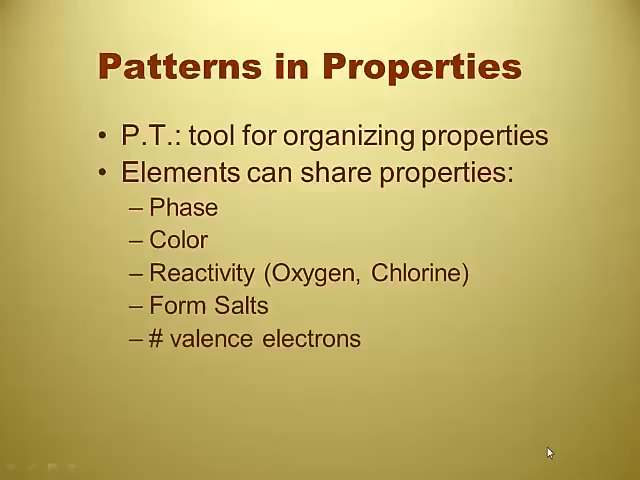 Patterns in Properties
• P.T.: tool for organizing properties
• Elements can share properties:
– Phase
– Color
– Reactivity (Oxygen, Chlorine)
– Form Salts
– # valence electrons